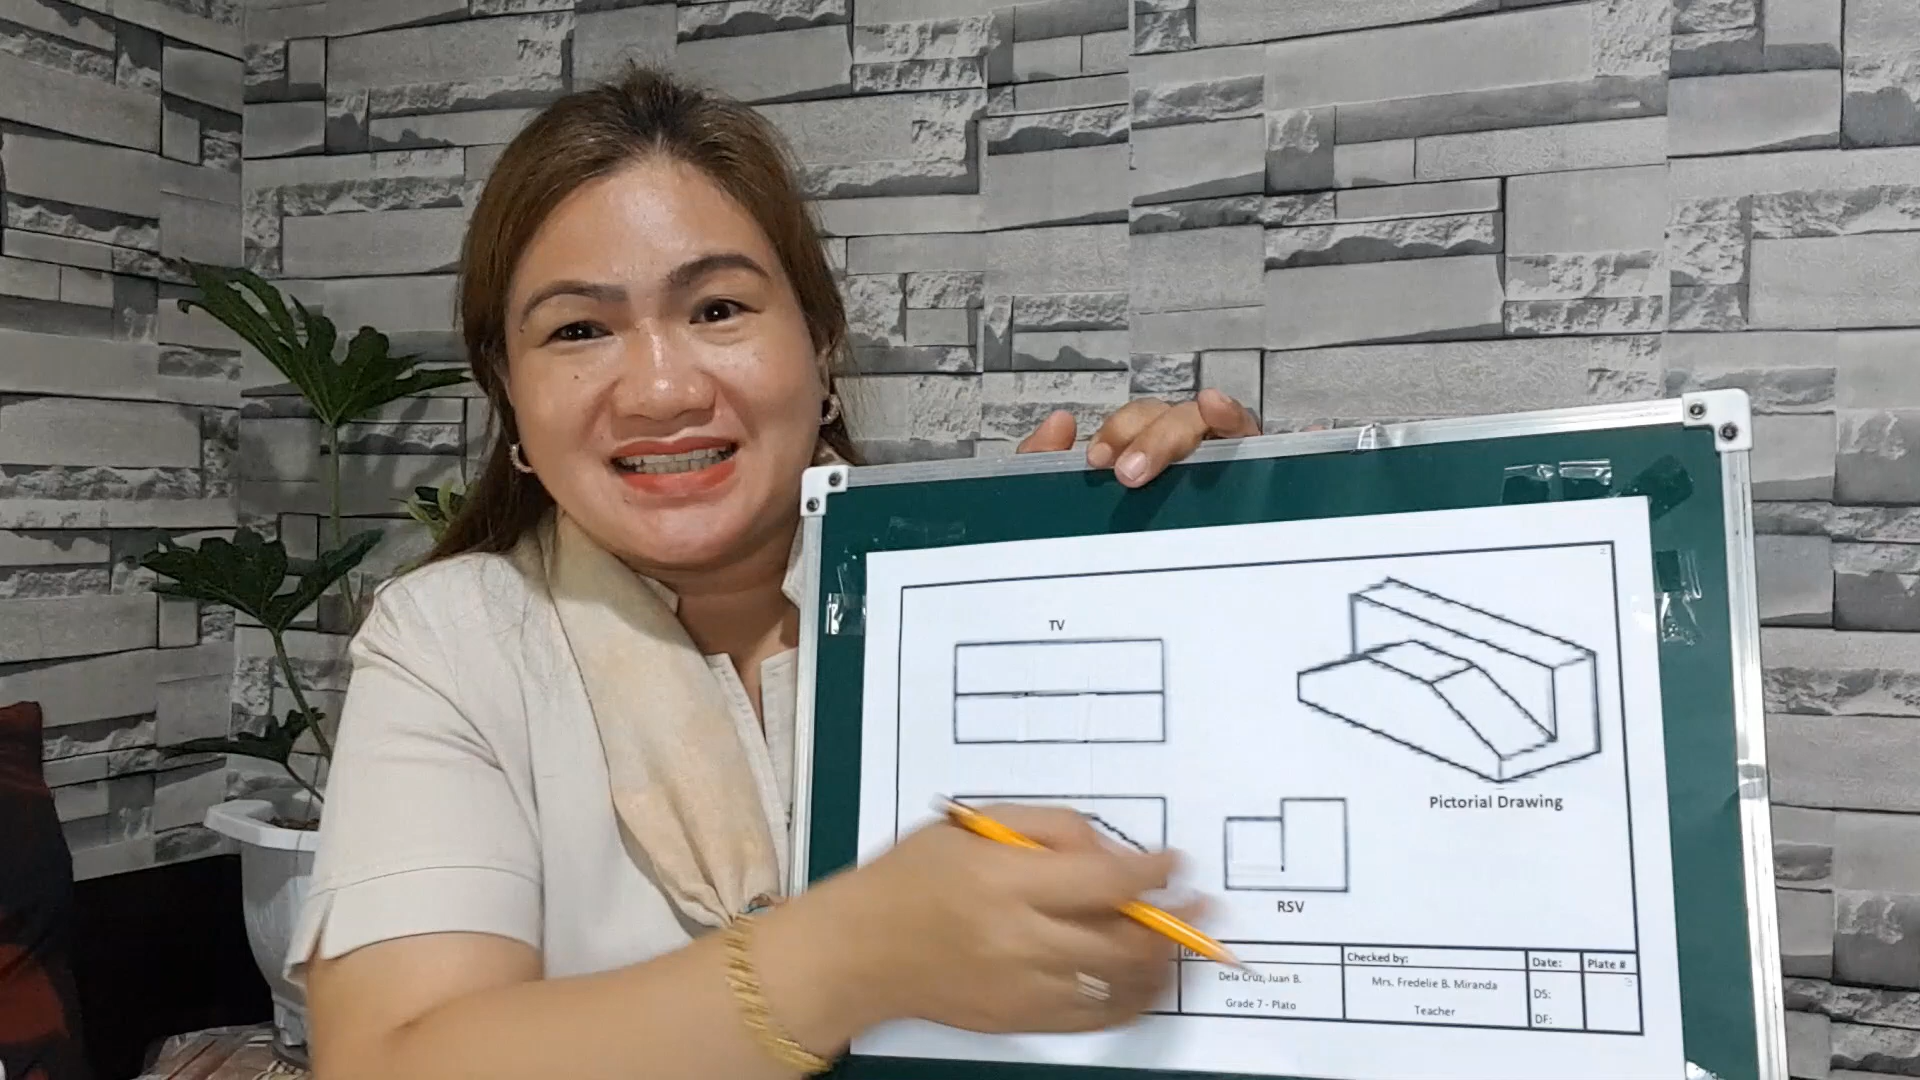 TV
Pictorial Drawing
RSV
Checked by:
Date:
Plate #
Dela Cruz, Juan B.
Mrs. Fredelie B. Miranda
DS:
Grade 7 - Plato
Teacher
DF: